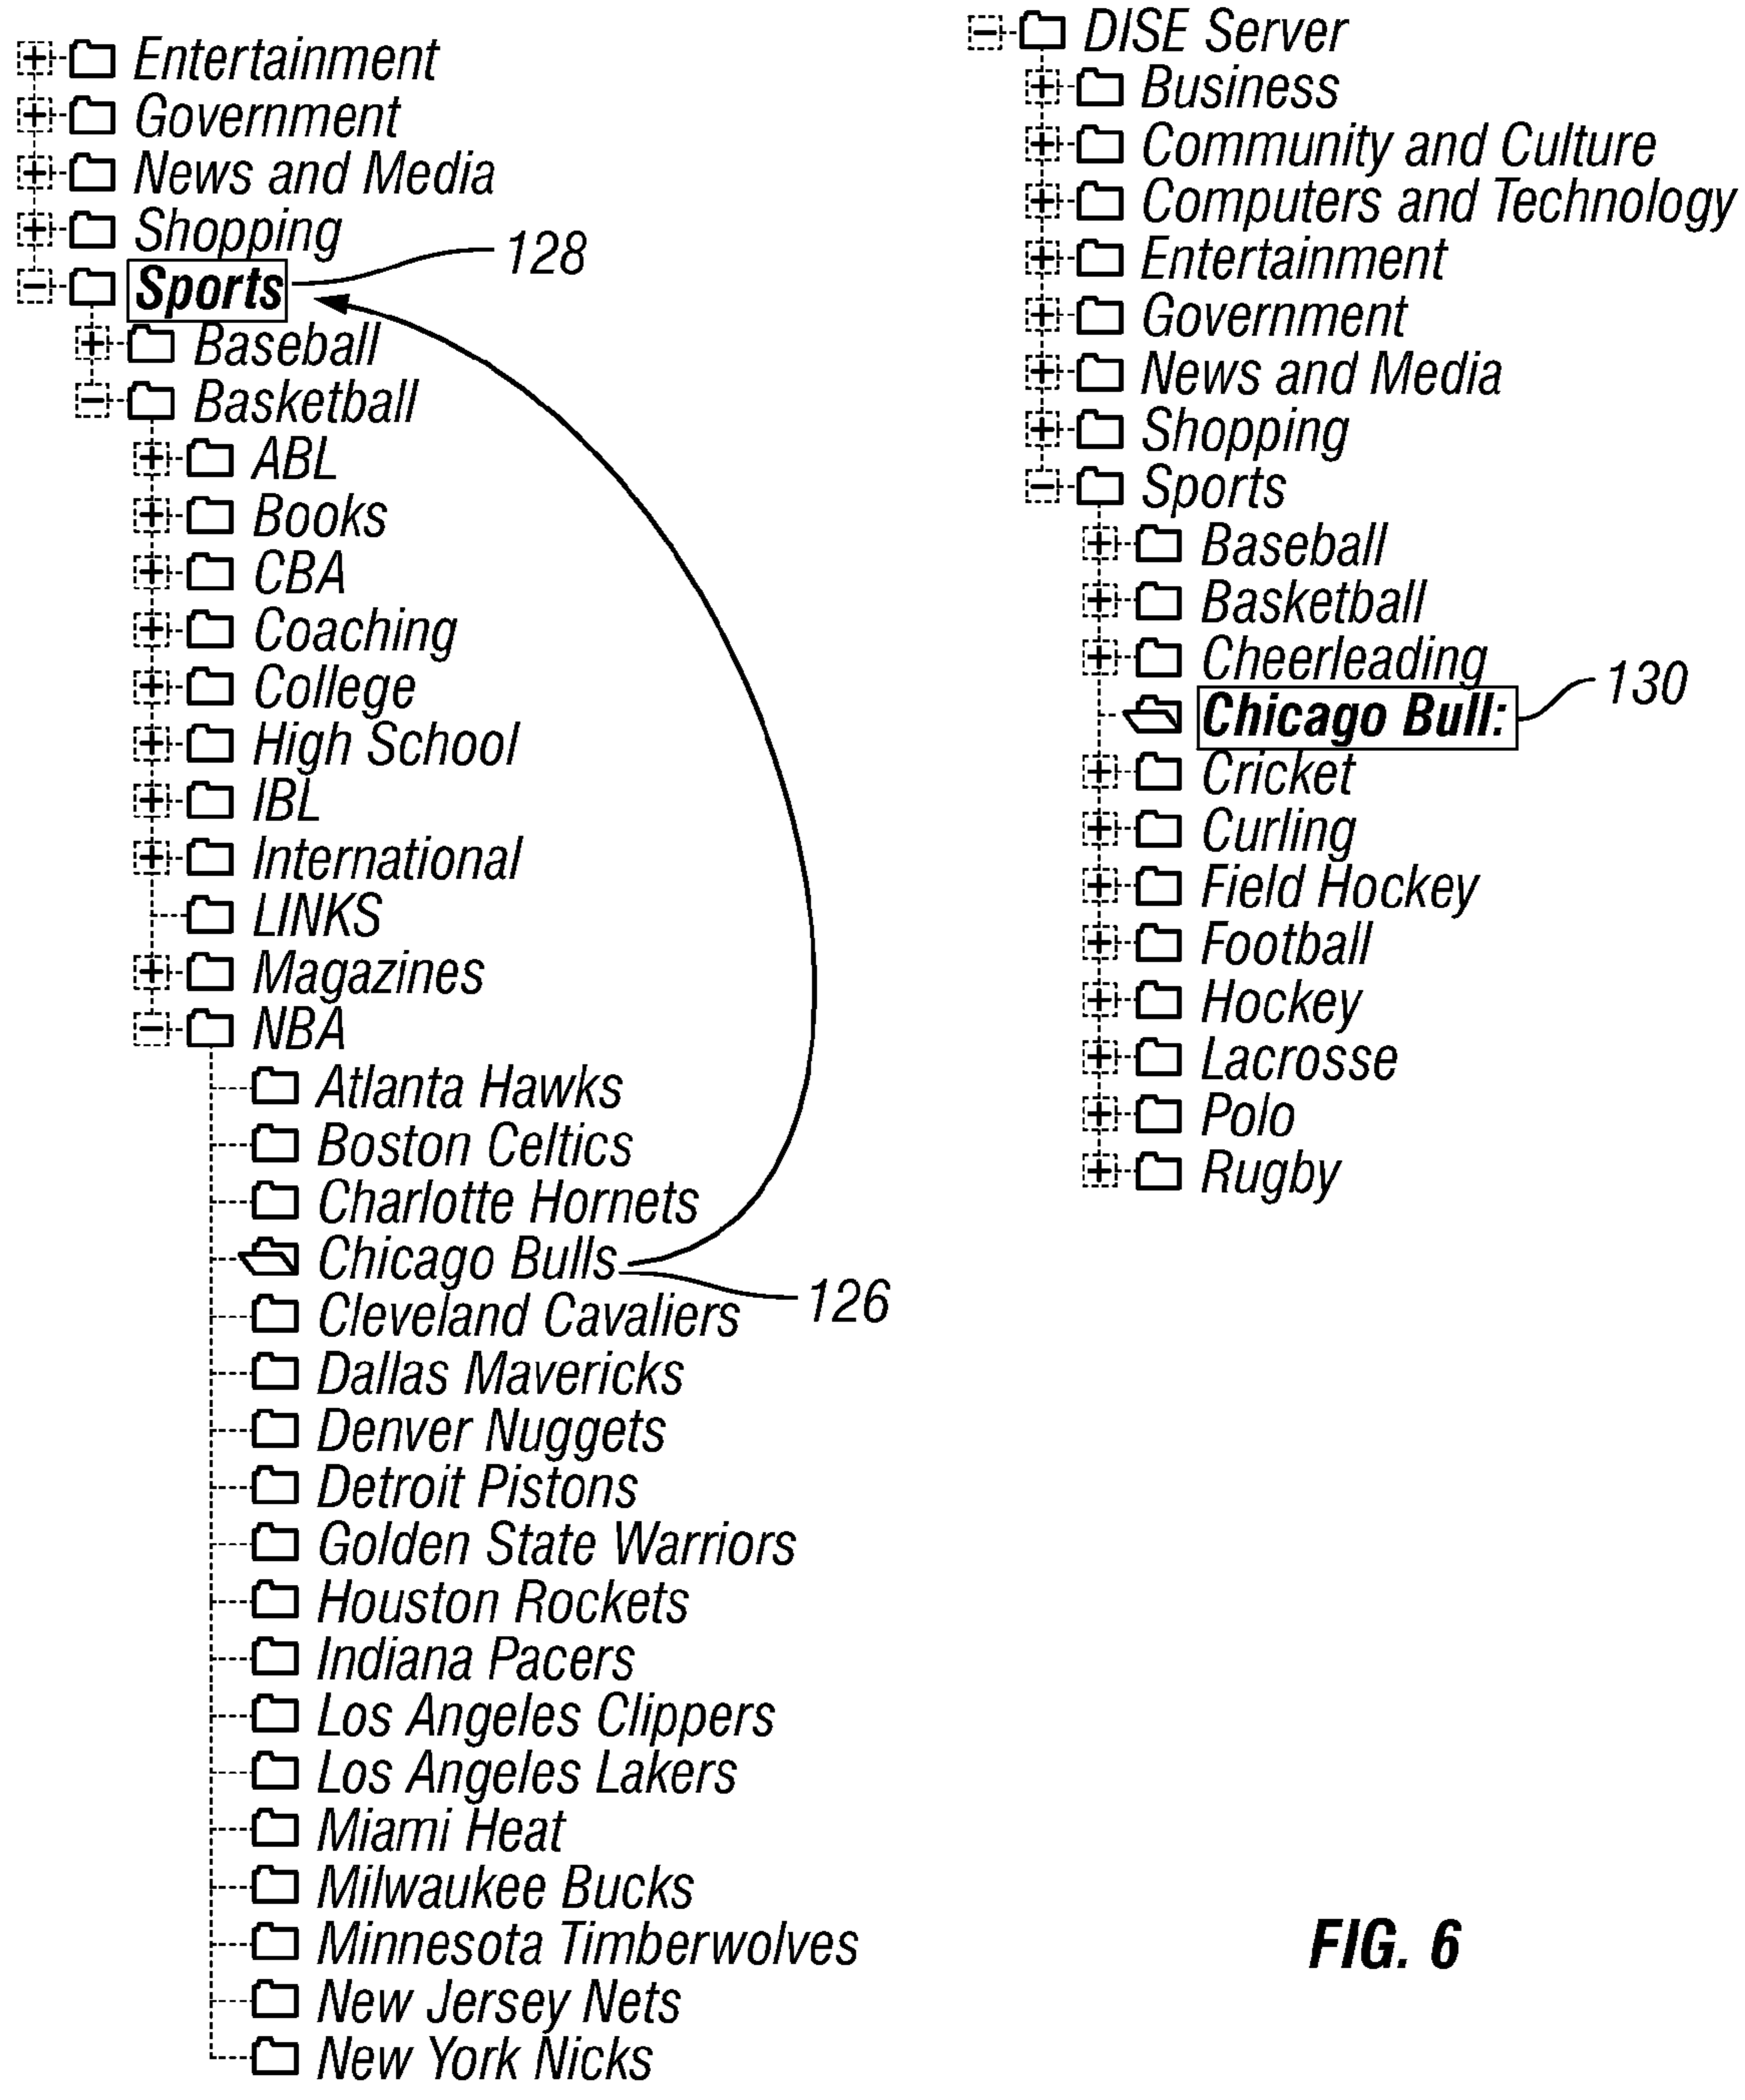 Entertainment
Government
News and Media
Shopping
128
Sports
Baseball
Basketball
ABL
Books
CBA
Coaching
College
High School
IBL
International
LINKS
Magazines
NBA
Atlanta Hawks
Boston Celtics
Charlotte Hornets
Chicago Bulls
126
Cleveland Cavaliers
Dallas Mavericks
Denver Nuggets
Detroit Pistons
Golden State Warriors
Houston Rockets
Indiana Pacers
Los Angeles Clippers
Los Angeles Lakers
Miami Heat
Milwaukee Bucks
Minnesota Timberwolves
New Jersey Nets
New York Nicks
DISE Server
Business
Community and Culture
Computers and Technology
Entertainment
Government
News and Media
Shopping
Sports
Baseball
Basketball
Cheerleading
130
Chicago Bull:
Cricket
Curling
Field Hockey
Football
Hockey
Lacrosse
Polo
Rugby
FIG. 6